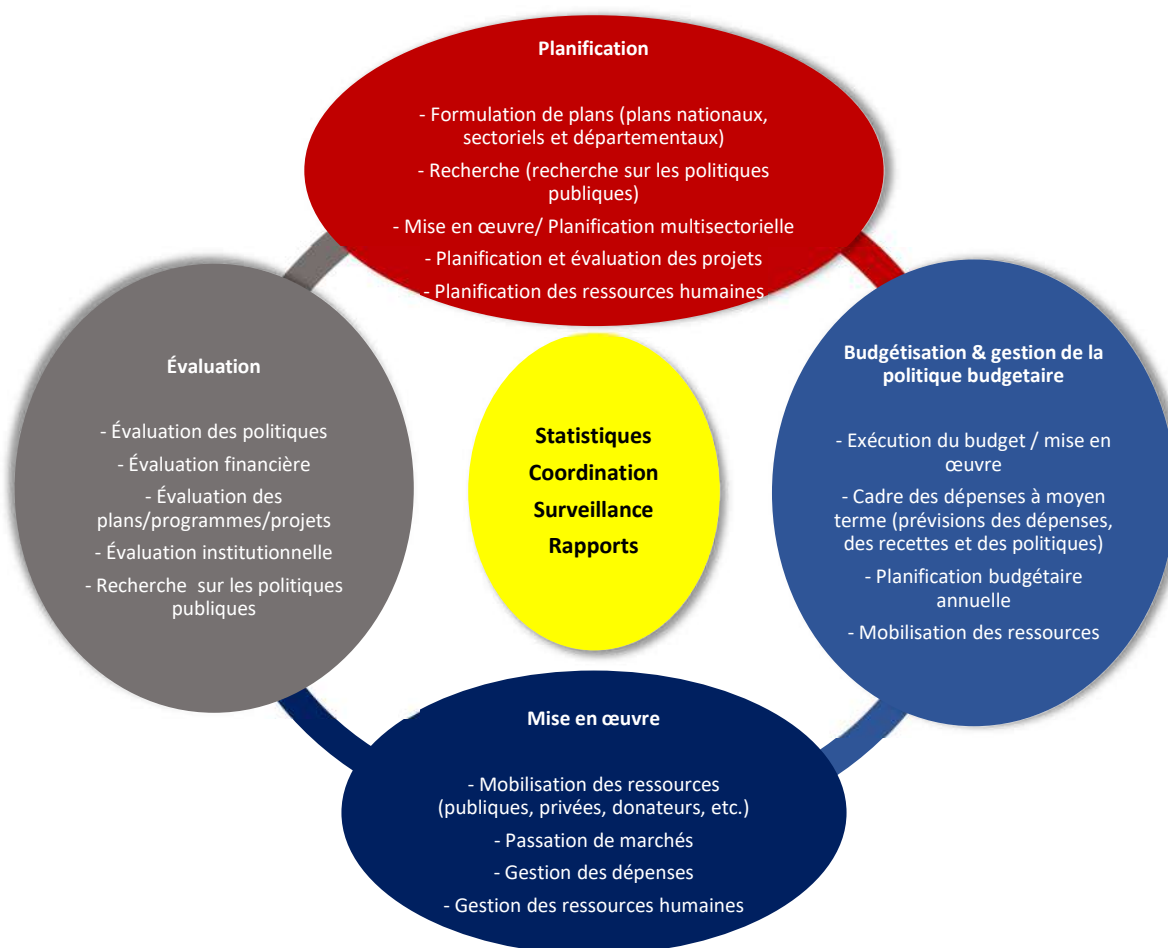 Planification
- Formulation de plans (plans nationaux,
sectoriels et départementaux)
- Recherche (recherche sur les politiques
publiques)
- Mise en œuvre/ Planification multisectorielle
- Planification et évaluation des projets
- Planification des ressources humaines
Budgétisation & gestion de la
politique budgetaire
- Exécution du budget / mise en
œuvre
- Cadre des dépenses à moyen
terme (prévisions des dépenses,
des recettes et des politiques)
- Planification budgétaire
annuelle
- Mobilisation des ressources
Mise en œuvre
- Mobilisation des ressources
(publiques, privées, donateurs, etc.)
- Passation de marchés
- Gestion des dépenses
- Gestion des ressources humaines
Évaluation
- Évaluation des politiques
- Évaluation financière
- Évaluation des
plans/programmes/projets
- Évaluation institutionnelle
- Recherche  sur les politiques
publiques
Statistiques
Coordination
Surveillance
Rapports